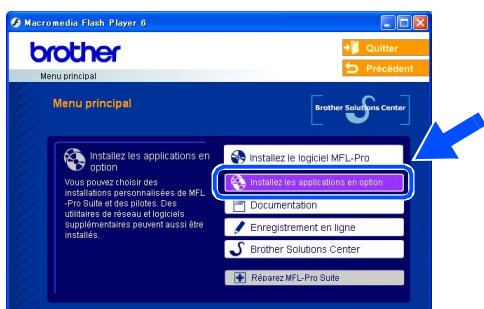 Macromedia Flash Player 6
brother
Quitter
Précédent
Menu principal
Menu principal
Brother Solutions Center
Installez les applications en
option
Vous pouvez choisir des
installations personnalisées de MFL
-Pro Suite et des pilotes. Des
utilitaires de réseau et logiciels
supplémentaires peuvent aussi être
installés.
Installez le logiciel MFL-Pro
Installez les applications en option
Documentation
Enregistrement en ligne
Brother Solutions Center
Réparez MFL-Pro Suite